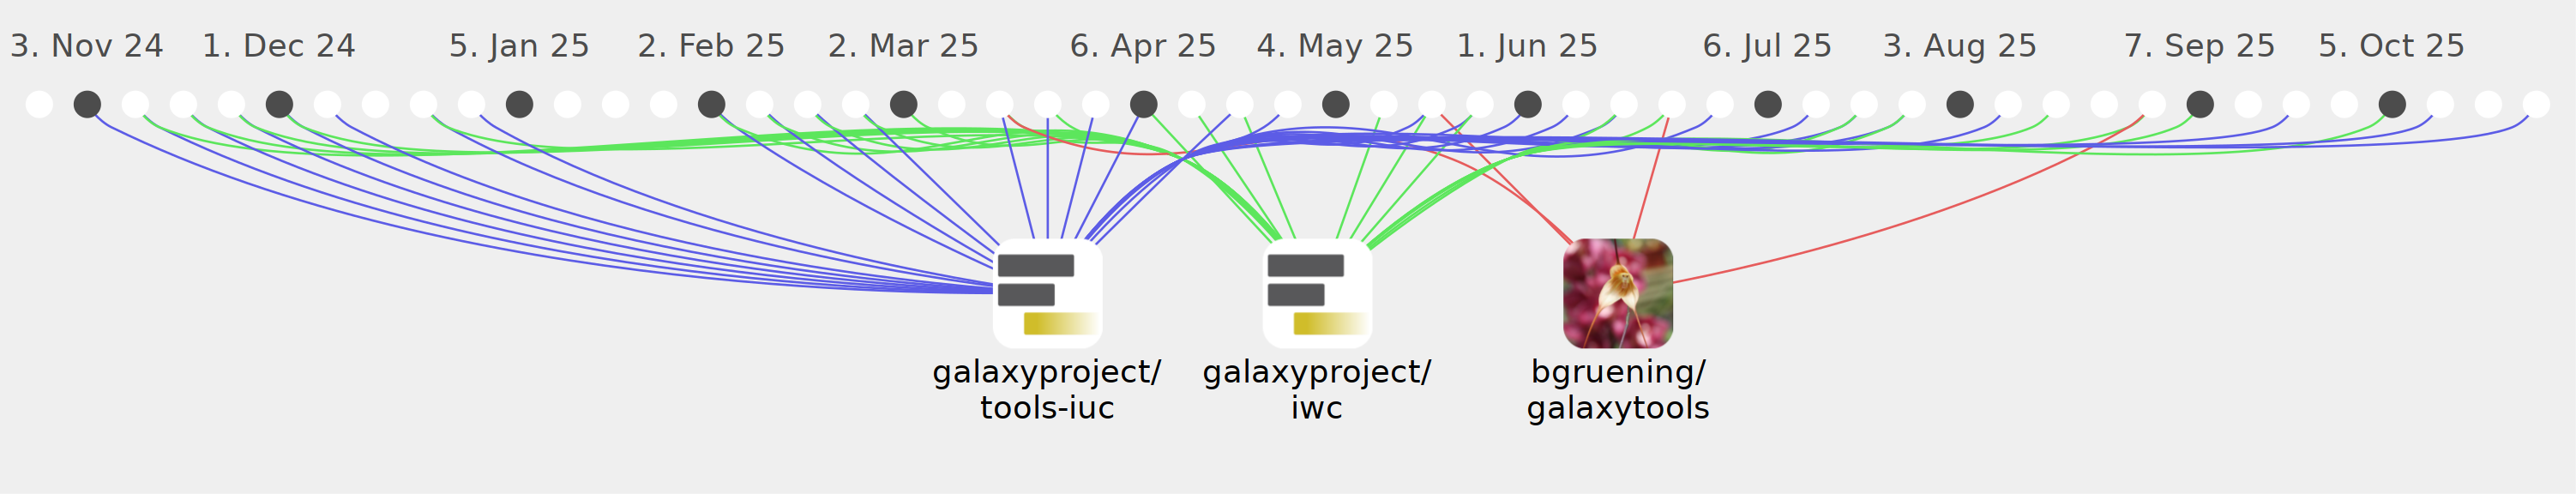 3. Nov 24 1. Dec 24 5. Jan 25 2. Feb 25 2. Mar 25 6. Apr 25 4. May 25 1. Jun 25 6. Jul 25 3. Aug 25 7. Sep 25 5. Oct 25
galaxyproject/ galaxyproject/ bgruening/
tools-iuc iwc galaxytools